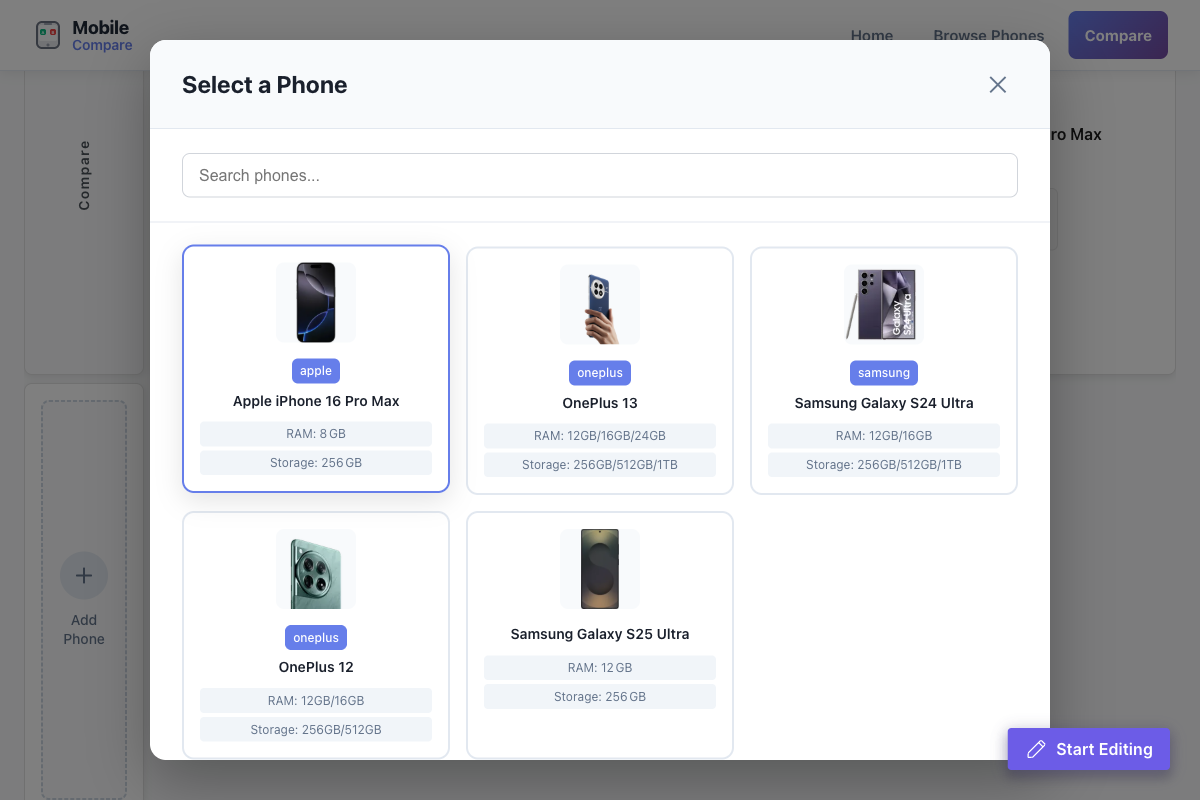 Mobile
Compare
Home
Browse Phones
Compare
Select a Phone
Search phones...
Compare
ro Max
apple
Apple iPhone 16 Pro Max
RAM: 8 GB
Storage: 256 GB
oneplus
OnePlus 13
RAM: 12GB/16GB/24GB
Storage: 256GB/512GB/1TB
Galaxy
S24 Ultra
samsung
Samsung Galaxy S24 Ultra
RAM: 12GB/16GB
Storage: 256GB/512GB/1TB
Add
Phone
oneplus
OnePlus 12
RAM: 12GB/16GB
Storage: 256GB/512GB
Samsung Galaxy S25 Ultra
RAM: 12 GB
Storage: 256 GB
Start Editing